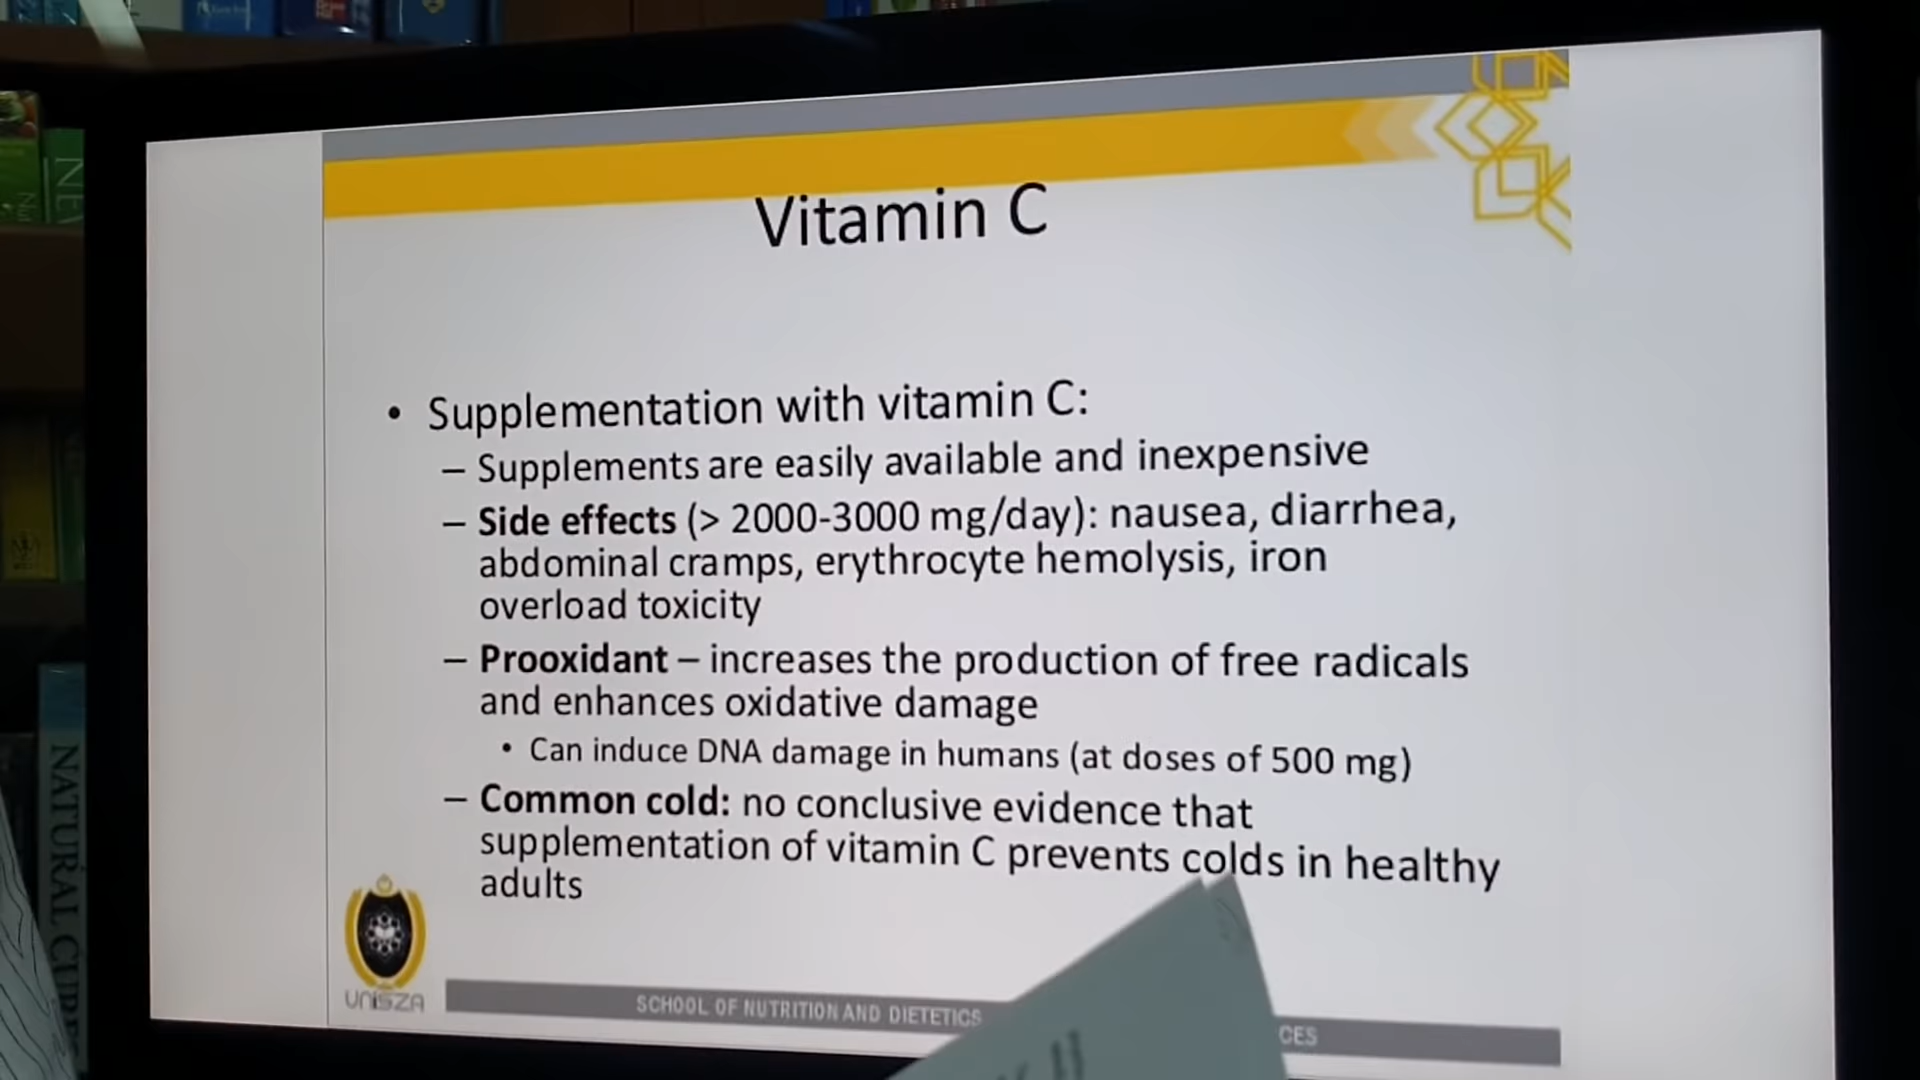 Vitamin C
• Supplementation with vitamin C:
– Supplements are easily available and inexpensive
– Side effects (> 2000-3000 mg/day): nausea, diarrhea,
abdominal cramps, erythrocyte hemolysis, iron
overload toxicity
– Prooxidant – increases the production of free radicals
and enhances oxidative damage
• Can induce DNA damage in humans (at doses of 500 mg)
– Common cold: no conclusive evidence that
supplementation of vitamin C prevents colds in healthy
adults
UniSZA
SCHOOL OF NUTRITION AND DIETETICS
CES
NATURAL CURES